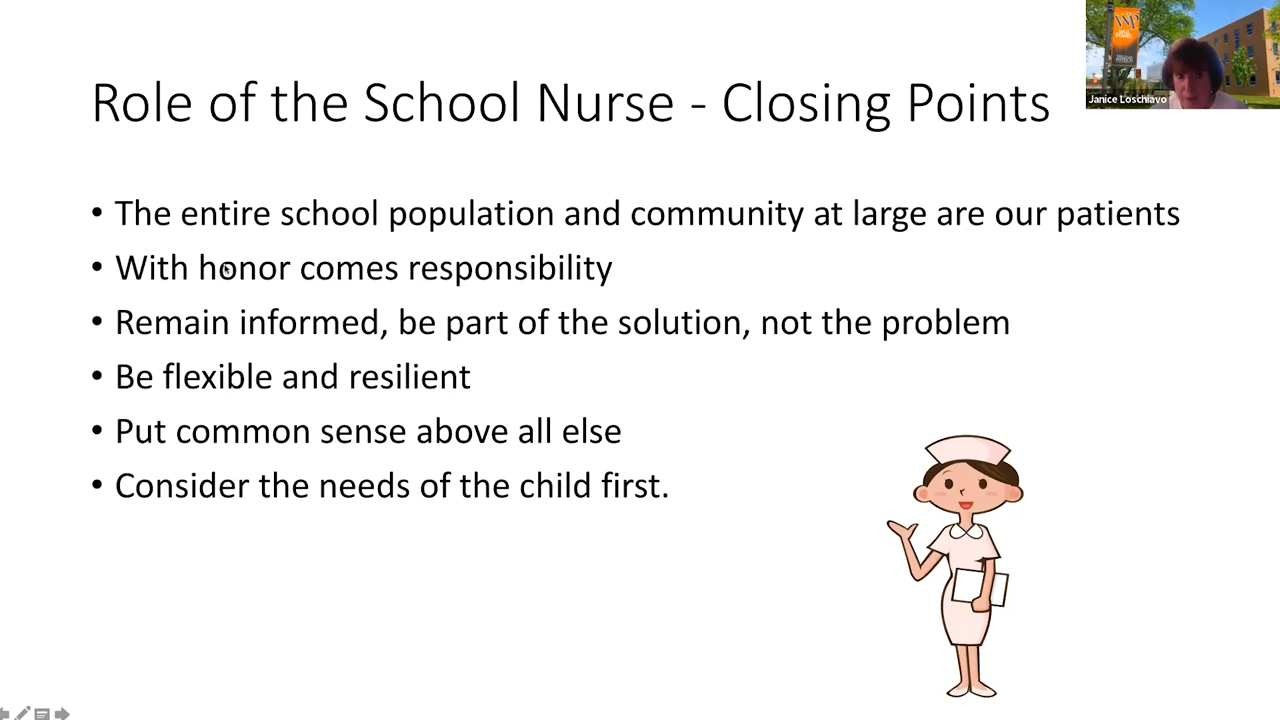 Role of the School Nurse - Closing Points
WP
Janice Loschiavo
• The entire school population and community at large are our patients
• With honor comes responsibility
• Remain informed, be part of the solution, not the problem
• Be flexible and resilient
• Put common sense above all else
• Consider the needs of the child first.